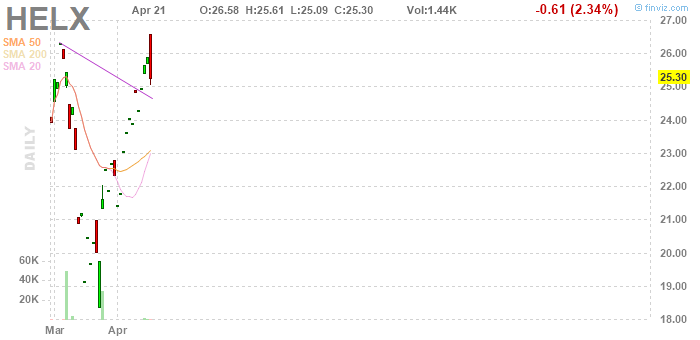 HELX
Apr 21 O:26.58 H:25.61 L:25.09 C:25.30 Vol:1.44K -0.61 (2.34%)
© finviz.com
SMA 50
SMA 200
SMA 20
DAILY
27.00
26.00
25.30
25.00
24.00
23.00
22.00
21.00
20.00
19.00
18.00
60K
40K
20K
Mar Apr